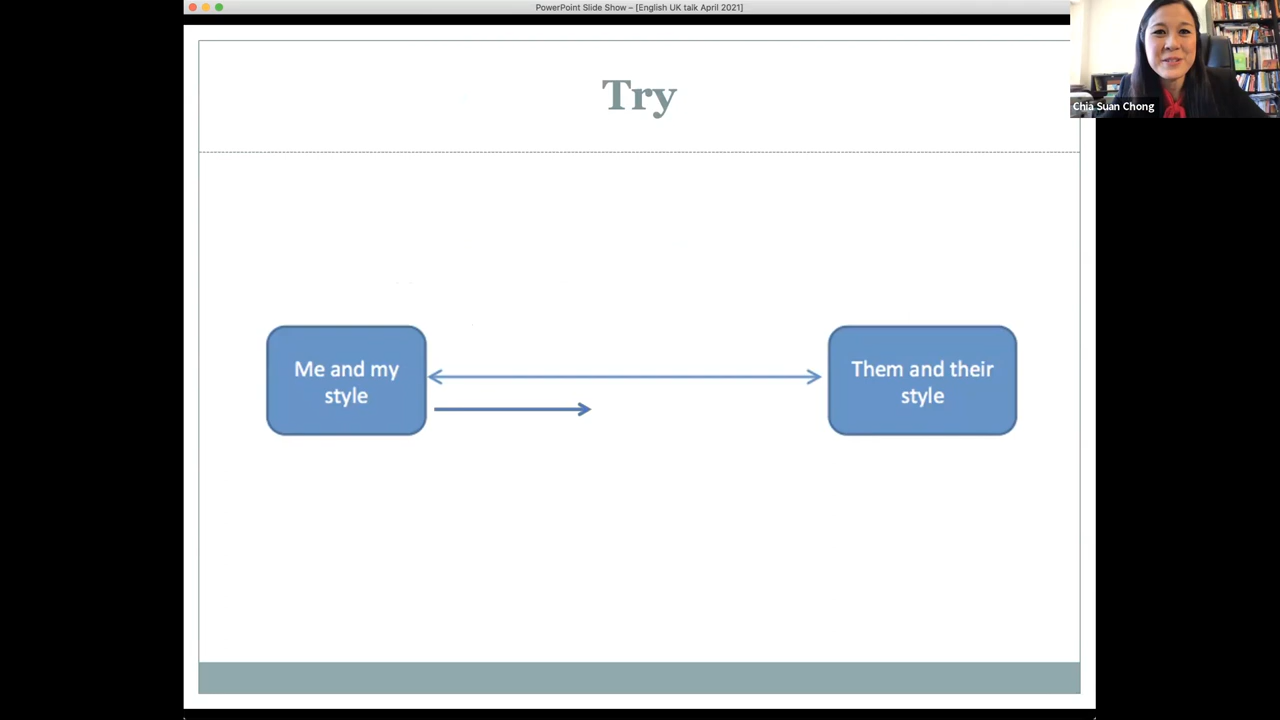 PowerPoint Slide Show – [English UK talk April 2021]
Try
Chia Suan Chong
Me and my
style
Them and their
style